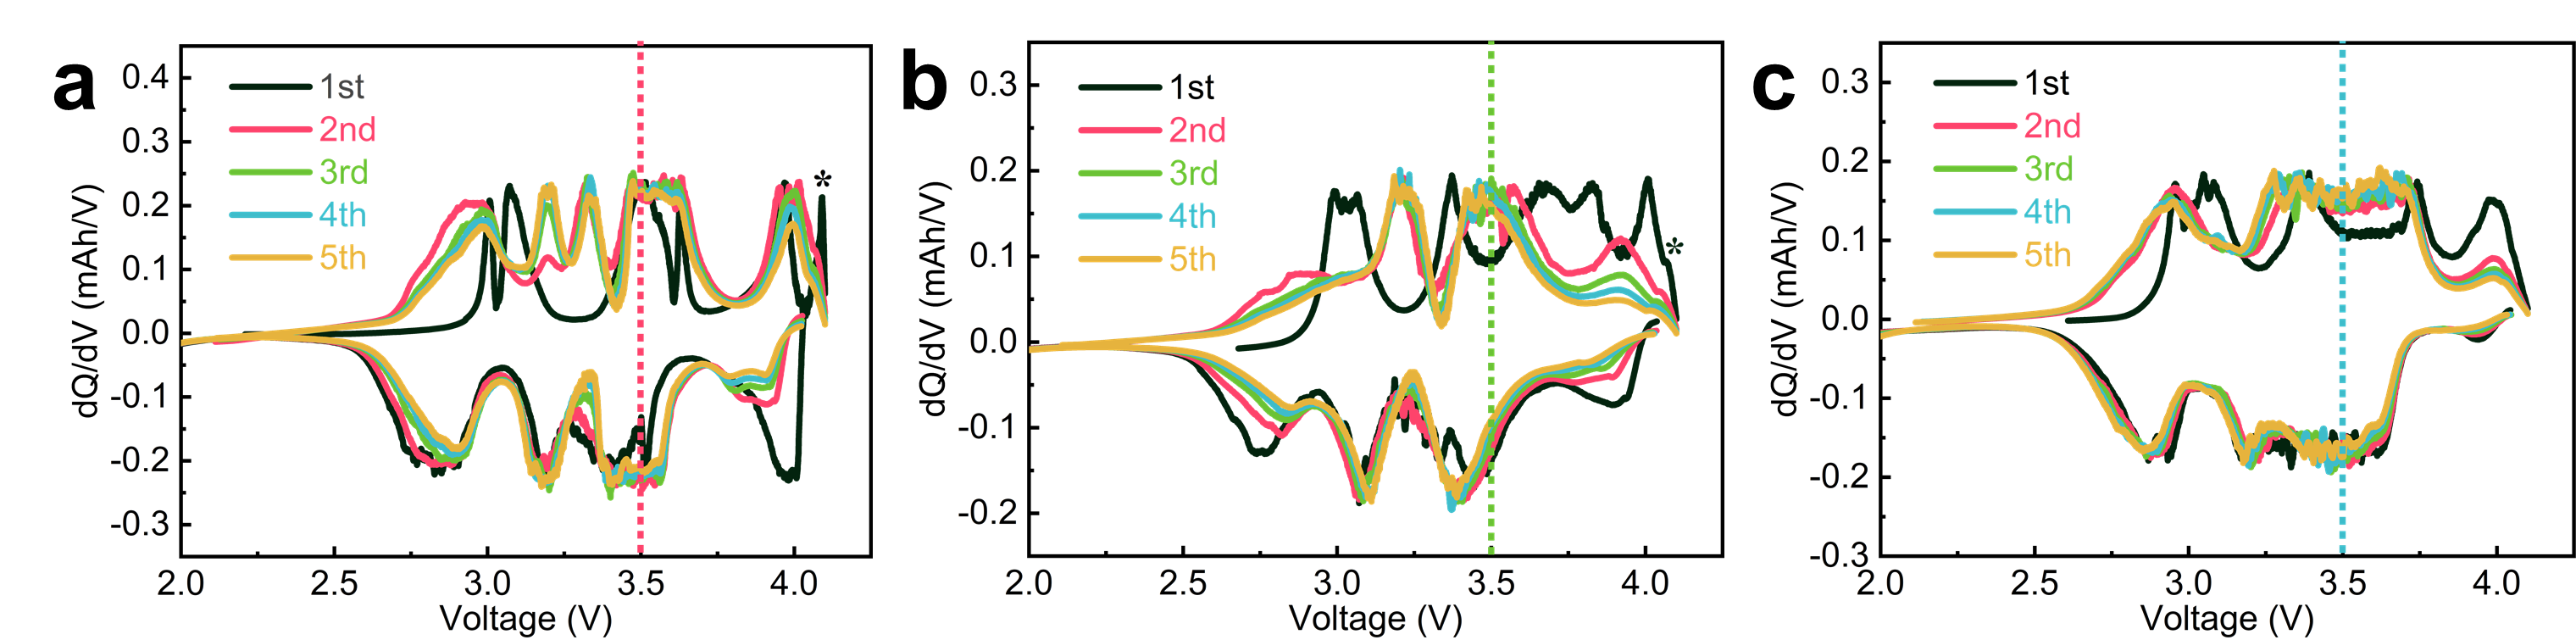 a
0.4
0.3
0.2
0.1
0.0
-0.1
-0.2
-0.3
dQ/dV (mAh/V)
1st
2nd
3rd
4th
5th
*
2.0 2.5 3.0 3.5 4.0
Voltage (V)
b
0.3
0.2
0.1
0.0
-0.1
-0.2
dQ/dV (mAh/V)
1st
2nd
3rd
4th
5th
*
2.0 2.5 3.0 3.5 4.0
Voltage (V)
c
0.3
0.2
0.1
0.0
-0.1
-0.2
-0.3
dQ/dV (mAh/V)
1st
2nd
3rd
4th
5th
2.0 2.5 3.0 3.5 4.0
Voltage (V)